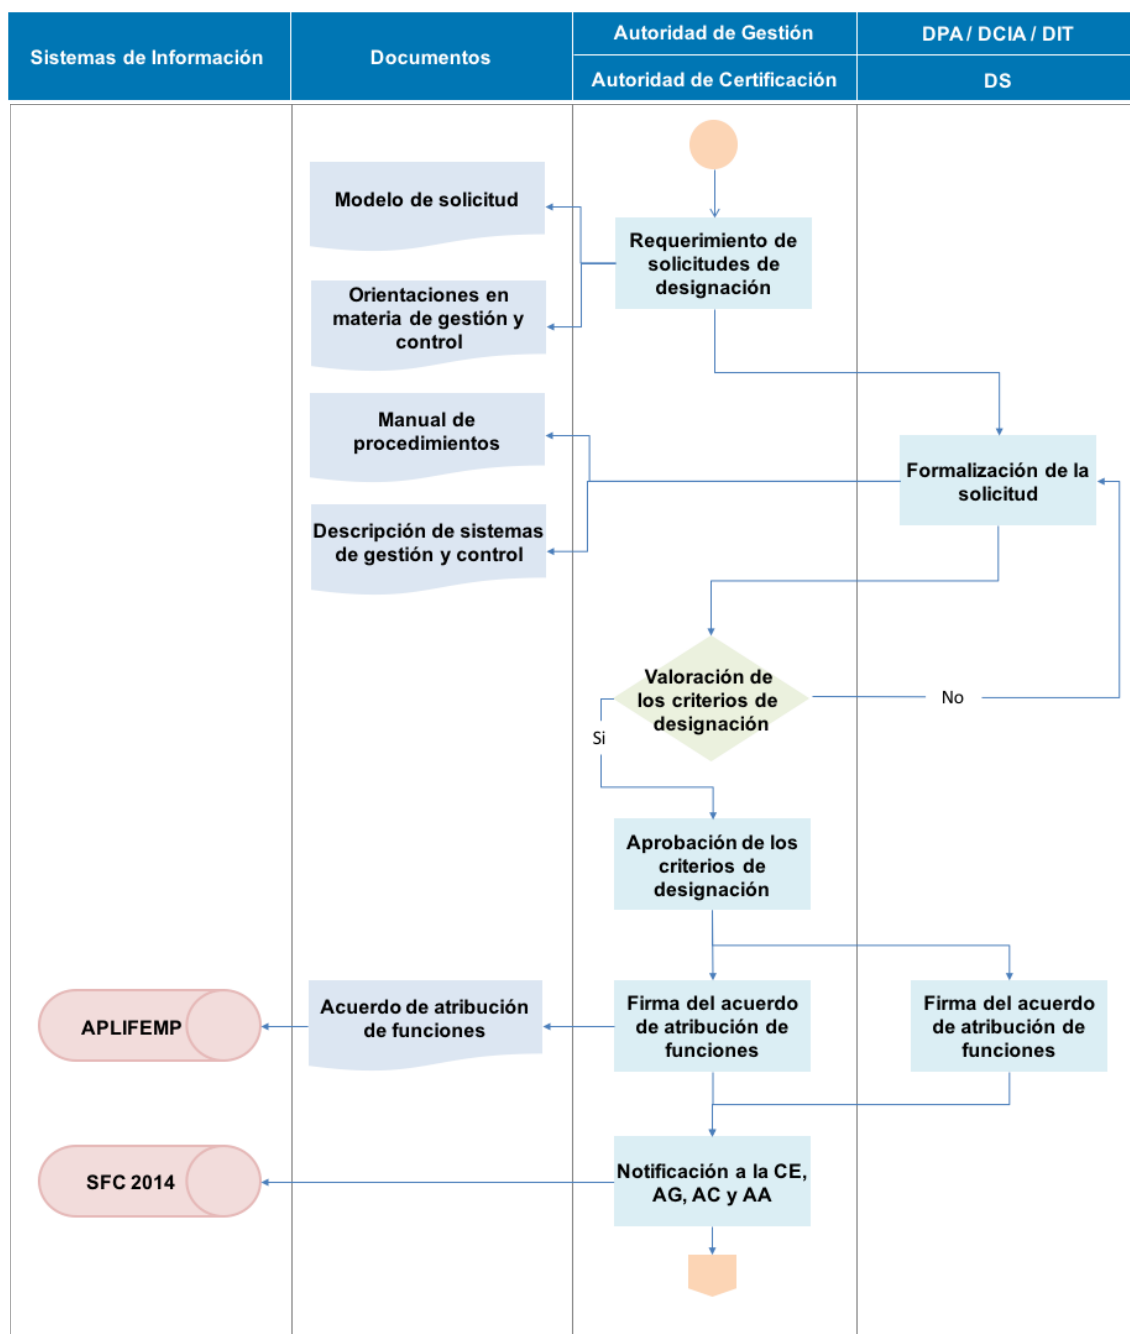 Sistemas de Información
Documentos
Autoridad de Gestión
DPA / DCIA / DIT
Autoridad de Certificación
DS
Modelo de solicitud
Requerimiento de
solicitudes de
designación
Orientaciones en
materia de gestión y
control
Manual de
procedimientos
Formalización de la
solicitud
Descripción de sistemas
de gestión y control
Valoración de
los criterios de
designación
No
Si
Aprobación de los
criterios de
designación
APLIFEMP
Acuerdo de atribución
de funciones
Firma del acuerdo
de atribución de
funciones
Firma del acuerdo
de atribución de
funciones
SFC 2014
Notificación a la CE,
AG, AC y AA